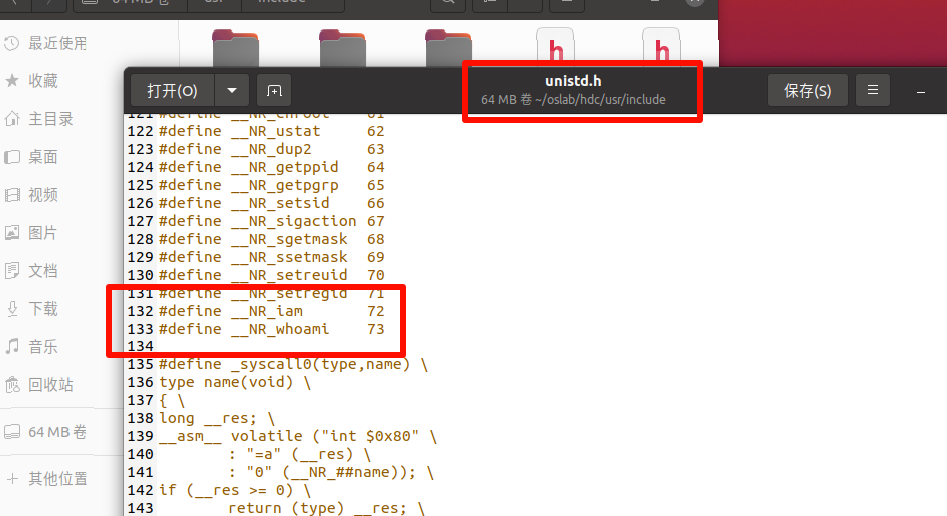 64 MB 卷
usr
include
最近使用
收藏
主目录
桌面
视频
图片
文档
下载
音乐
回收站
64 MB 卷
其他位置
h
h
打开(O)
unistd.h
64 MB 卷 ~/oslab/hdc/usr/include
保存(S)
121 #define __NR_chroot 61
122 #define __NR_ustat 62
123 #define __NR_dup2 63
124 #define __NR_getppid 64
125 #define __NR_getpgrp 65
126 #define __NR_setsid 66
127 #define __NR_sigaction 67
128 #define __NR_sgetmask 68
129 #define __NR_ssetmask 69
130 #define __NR_setreuid 70
131 #define __NR_setregid 71
132 #define __NR_iam 72
133 #define __NR_whoami 73
134
135 #define _syscall0(type,name) \
136 type name(void) \
137 { \
138 long __res; \
139 __asm__ volatile ("int $0x80" \
140 : "=a" (__res) \
141 : "0" (__NR_##name)); \
142 if (__res >= 0) \
143 return (type) __res; \